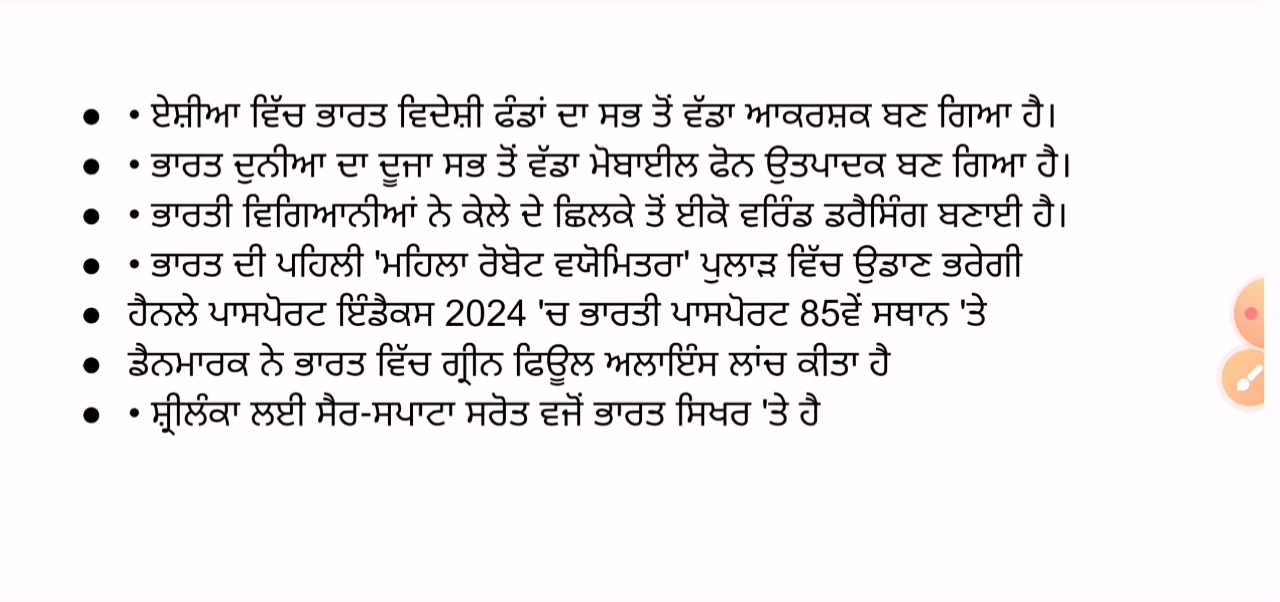 ● • ਏਸ਼ੀਆ ਵਿੱਚ ਭਾਰਤ ਵਿਦੇਸ਼ੀ ਫੰਡਾਂ ਦਾ ਸਭ ਤੋਂ ਵੱਡਾ ਆਕਰਸ਼ਕ ਬਣ ਗਿਆ ਹੈ।
● • ਭਾਰਤ ਦੁਨੀਆ ਦਾ ਦੂਜਾ ਸਭ ਤੋਂ ਵੱਡਾ ਮੋਬਾਈਲ ਫੋਨ ਉਤਪਾਦਕ ਬਣ ਗਿਆ ਹੈ।
● • ਭਾਰਤੀ ਵਿਗਿਆਨੀਆਂ ਨੇ ਕੇਲੇ ਦੇ ਛਿਲਕੇ ਤੋਂ ਈਕੋ ਵਰਿੰਡ ਡਰੈਸਿੰਗ ਬਣਾਈ ਹੈ।
● • ਭਾਰਤ ਦੀ ਪਹਿਲੀ 'ਮਹਿਲਾ ਰੋਬੋਟ ਵਯੋਮਿਤਰਾ' ਪੁਲਾੜ ਵਿੱਚ ਉਡਾਣ ਭਰੇਗੀ
● ਹੈਨਲੇ ਪਾਸਪੋਰਟ ਇੰਡੈਕਸ 2024 'ਚ ਭਾਰਤੀ ਪਾਸਪੋਰਟ 85ਵੇਂ ਸਥਾਨ 'ਤੇ
● ਡੈਨਮਾਰਕ ਨੇ ਭਾਰਤ ਵਿੱਚ ਗ੍ਰੀਨ ਫਿਊਲ ਅਲਾਇੰਸ ਲਾਂਚ ਕੀਤਾ ਹੈ
● • ਸ਼੍ਰੀਲੰਕਾ ਲਈ ਸੈਰ-ਸਪਾਟਾ ਸਰੋਤ ਵਜੋਂ ਭਾਰਤ ਸਿਖਰ 'ਤੇ ਹੈ